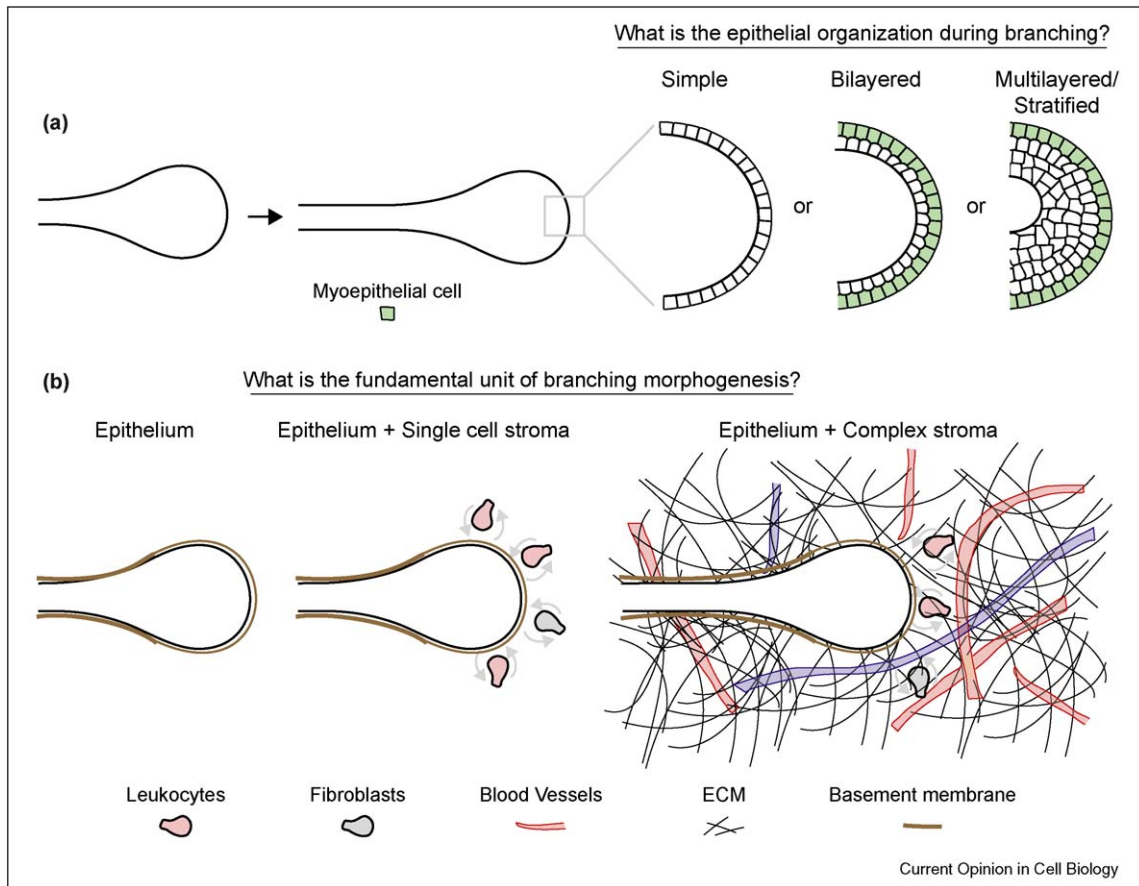 What is the epithelial organization during branching?
Simple
Bilayered
Multilayered/
Stratified
(a)
or
or
Myoepithelial cell
(b)
What is the fundamental unit of branching morphogenesis?
Epithelium
Epithelium + Single cell stroma
Epithelium + Complex stroma
Leukocytes
Fibroblasts
Blood Vessels
ECM
Basement membrane
Current Opinion in Cell Biology